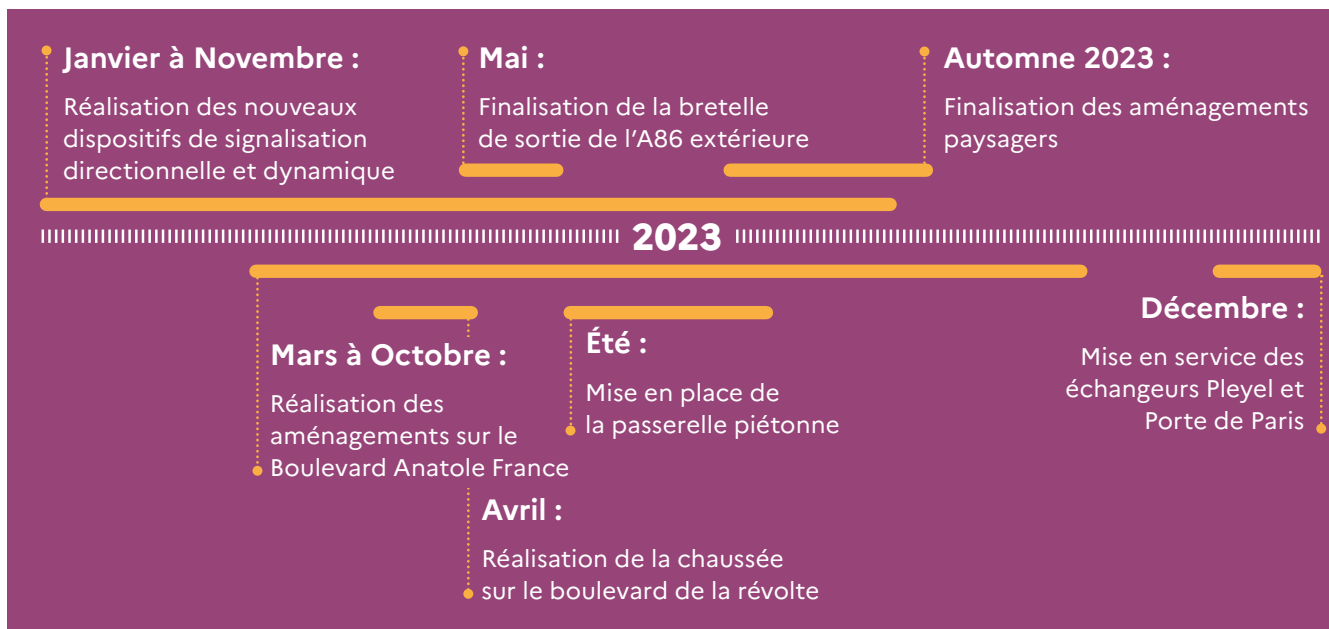 Janvier à Novembre :
Réalisation des nouveaux
dispositifs de signalisation
directionnelle et dynamique
Mai :
Finalisation de la bretelle
de sortie de l’A86 extérieure
Automne 2023 :
Finalisation des aménagements
paysagers
2023
Mars à Octobre :
Réalisation des
aménagements sur le
Boulevard Anatole France
Avril :
Réalisation de la chaussée
sur le boulevard de la révolte
Été :
Mise en place de
la passerelle piétonne
Décembre :
Mise en service des
échangeurs Pleyel et
Porte de Paris